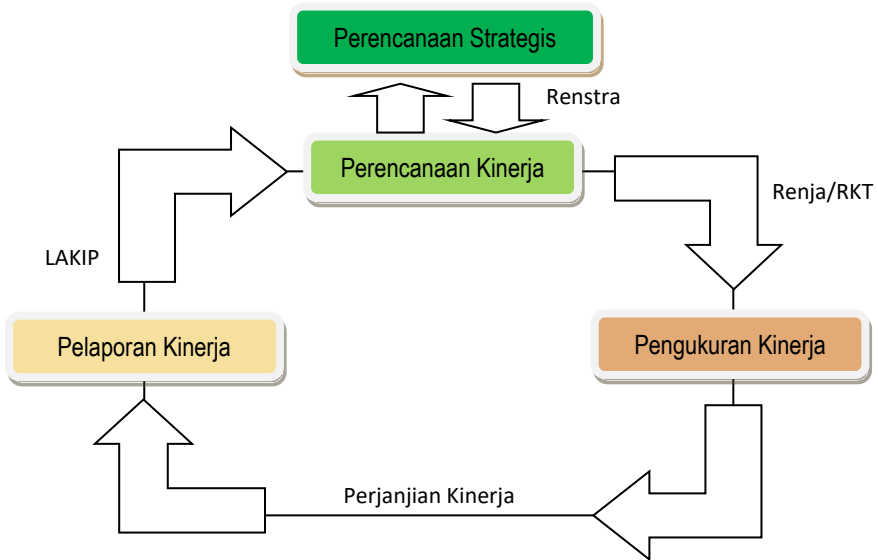 Perencanaan Strategis
Renstra
Perencanaan Kinerja
Renja/RKT
LAKIP
Pelaporan Kinerja
Pengukuran Kinerja
Perjanjian Kinerja